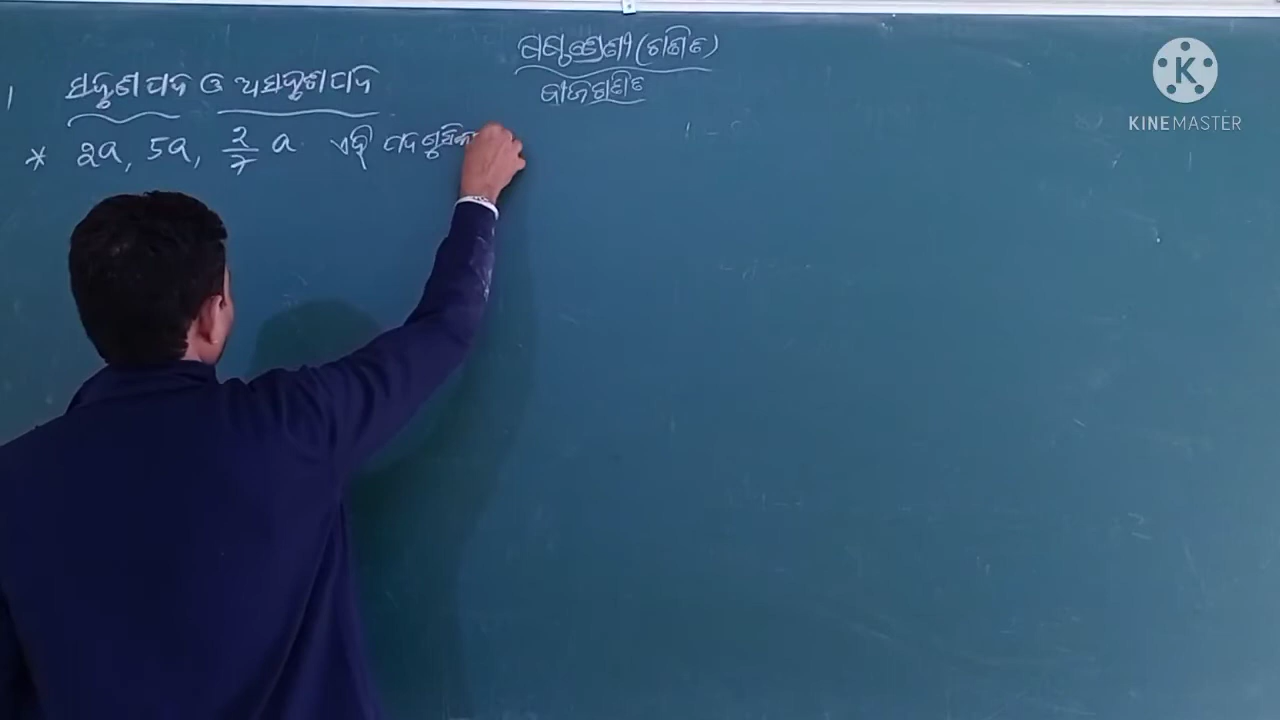 ଷଷ୍ଠଶ୍ରେଣୀ (ଗଣିତ)
ବୀଜଗଣିତ
ସଦୃଶ ପଦ ଓ ଅସଦୃଶ ପଦ
* 2a, 5a, 2/7 a ଏହି ପଦଗୁଡିକ
KINEMASTER